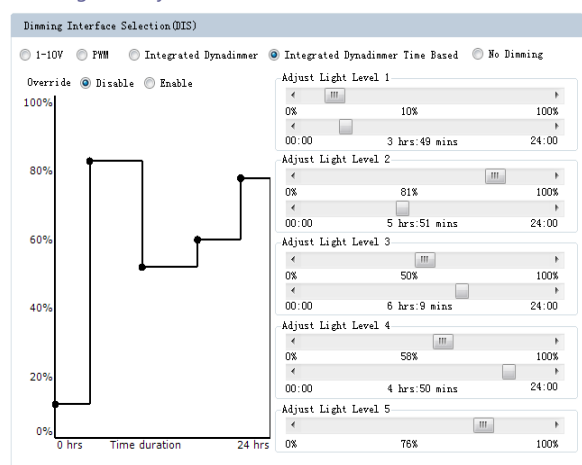 Dimming Interface Selection(DIS)
1-10V PWM Integrated Dynadimmer Integrated Dynadimmer Time Based No Dimming
Override Disable Enable
100%
80%
60%
40%
20%
0%
0 hrs Time duration 24 hrs
Adjust Light Level 1
0% 10% 100%
00:00 3 hrs:49 mins 24:00
Adjust Light Level 2
0% 81% 100%
00:00 5 hrs:51 mins 24:00
Adjust Light Level 3
0% 50% 100%
00:00 6 hrs:9 mins 24:00
Adjust Light Level 4
0% 58% 100%
00:00 4 hrs:50 mins 24:00
Adjust Light Level 5
0% 76% 100%